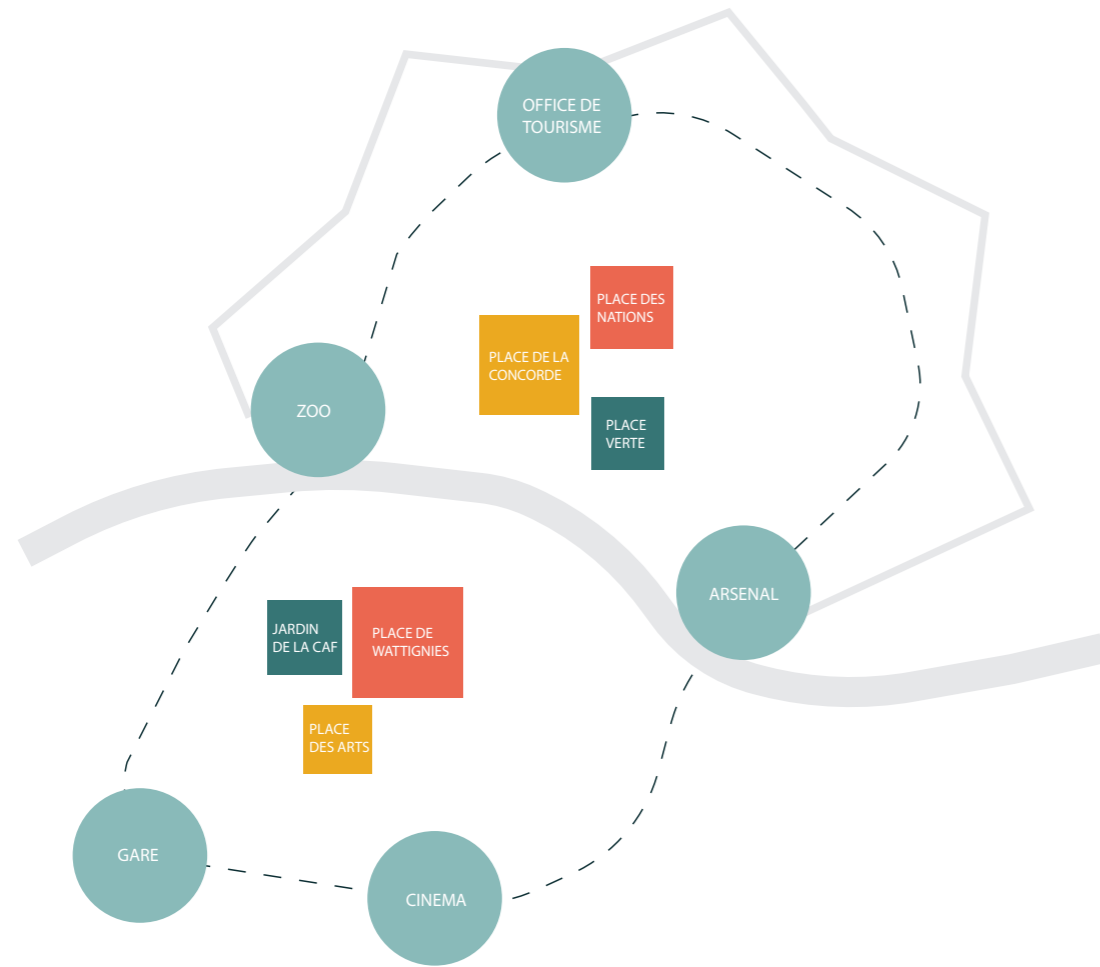 OFFICE DE
TOURISME
PLACE DES
NATIONS
PLACE DE LA
CONCORDE
PLACE
VERTE
ZOO
ARSENAL
JARDIN
DE LA CAF
PLACE DE
WATTIGNIES
PLACE
DES ARTS
GARE
CINEMA